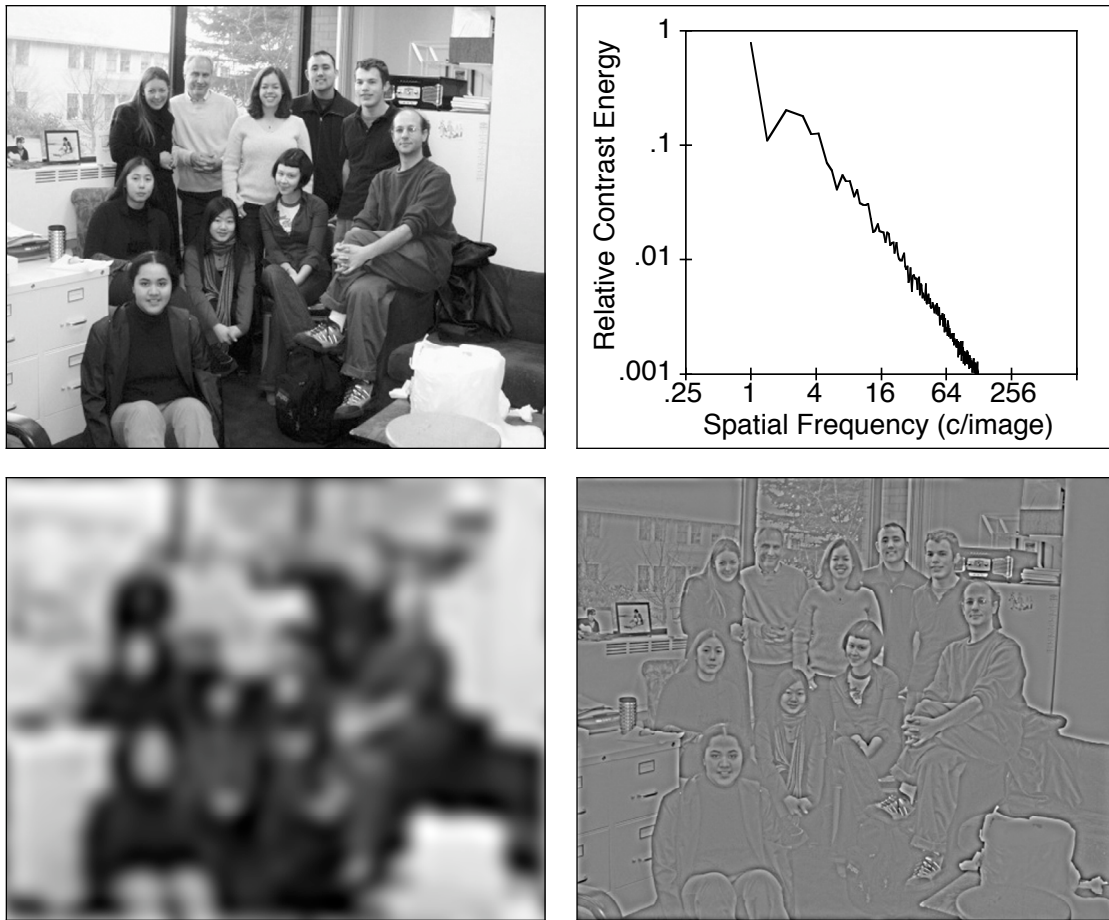 1
.1
.01
.001
.25 1 4 16 64 256
Relative Contrast Energy
Spatial Frequency (c/image)